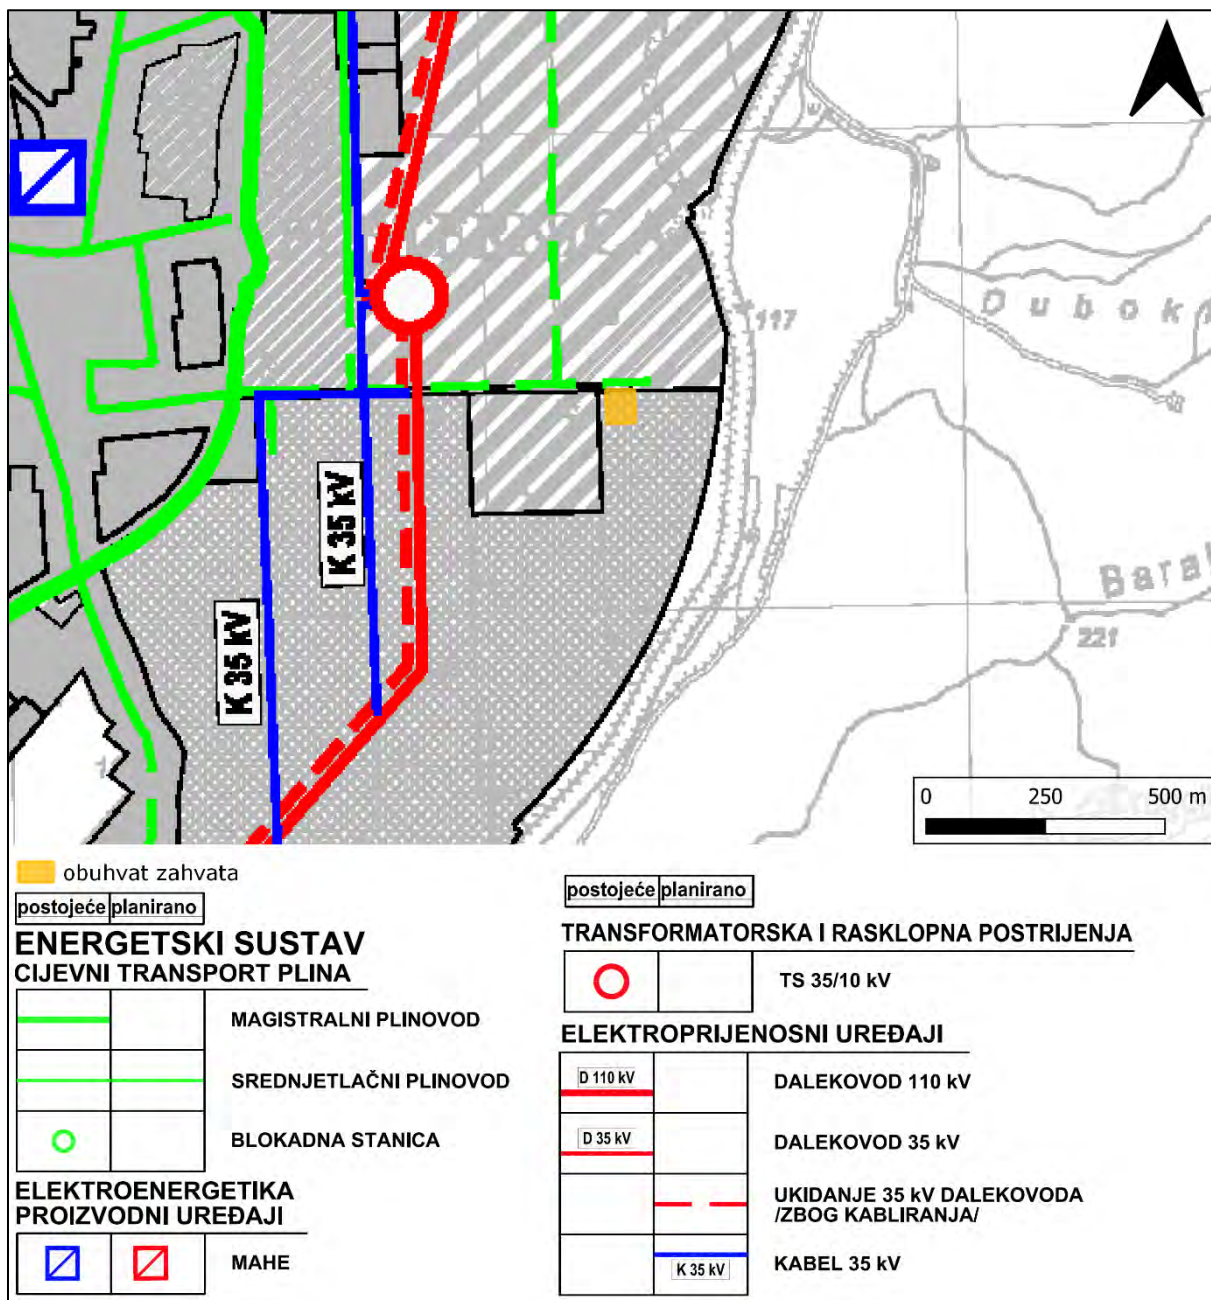 117
Duboki
K 35 kV
K 35 kV
Bara
221
0 250 500 m
obuhvat zahvata
postojeće planirano
ENERGETSKI SUSTAV
CIJEVNI TRANSPORT PLINA
MAGISTRALNI PLINOVOD
SREDNJETLAČNI PLINOVOD
BLOKADNA STANICA
ELEKTROENERGETIKA
PROIZVODNI UREĐAJI
MAHE
postojeće planirano
TRANSFORMATORSKA I RASKLOPNA POSTRIJENJA
TS 35/10 kV
ELEKTROPRIJENOSNI UREĐAJI
D 110 kV
DALEKOVOD 110 kV
D 35 kV
DALEKOVOD 35 kV
UKIDANJE 35 kV DALEKOVODA
/ZBOG KABLIRANJA/
K 35 kV
KABEL 35 kV